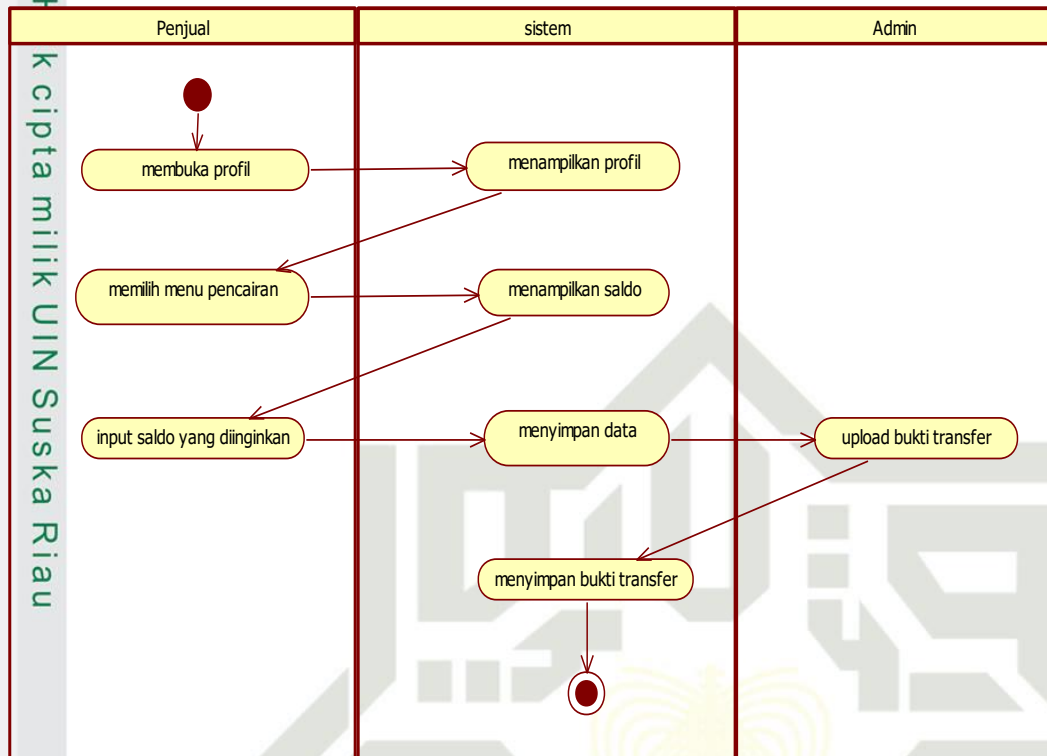 Penjual
sistem
Admin
membuka profil
menampilkan profil
memilih menu pencairan
menampilkan saldo
input saldo yang diinginkan
menyimpan data
upload bukti transfer
menyimpan bukti transfer
k cipta milik UIN Suska Riau